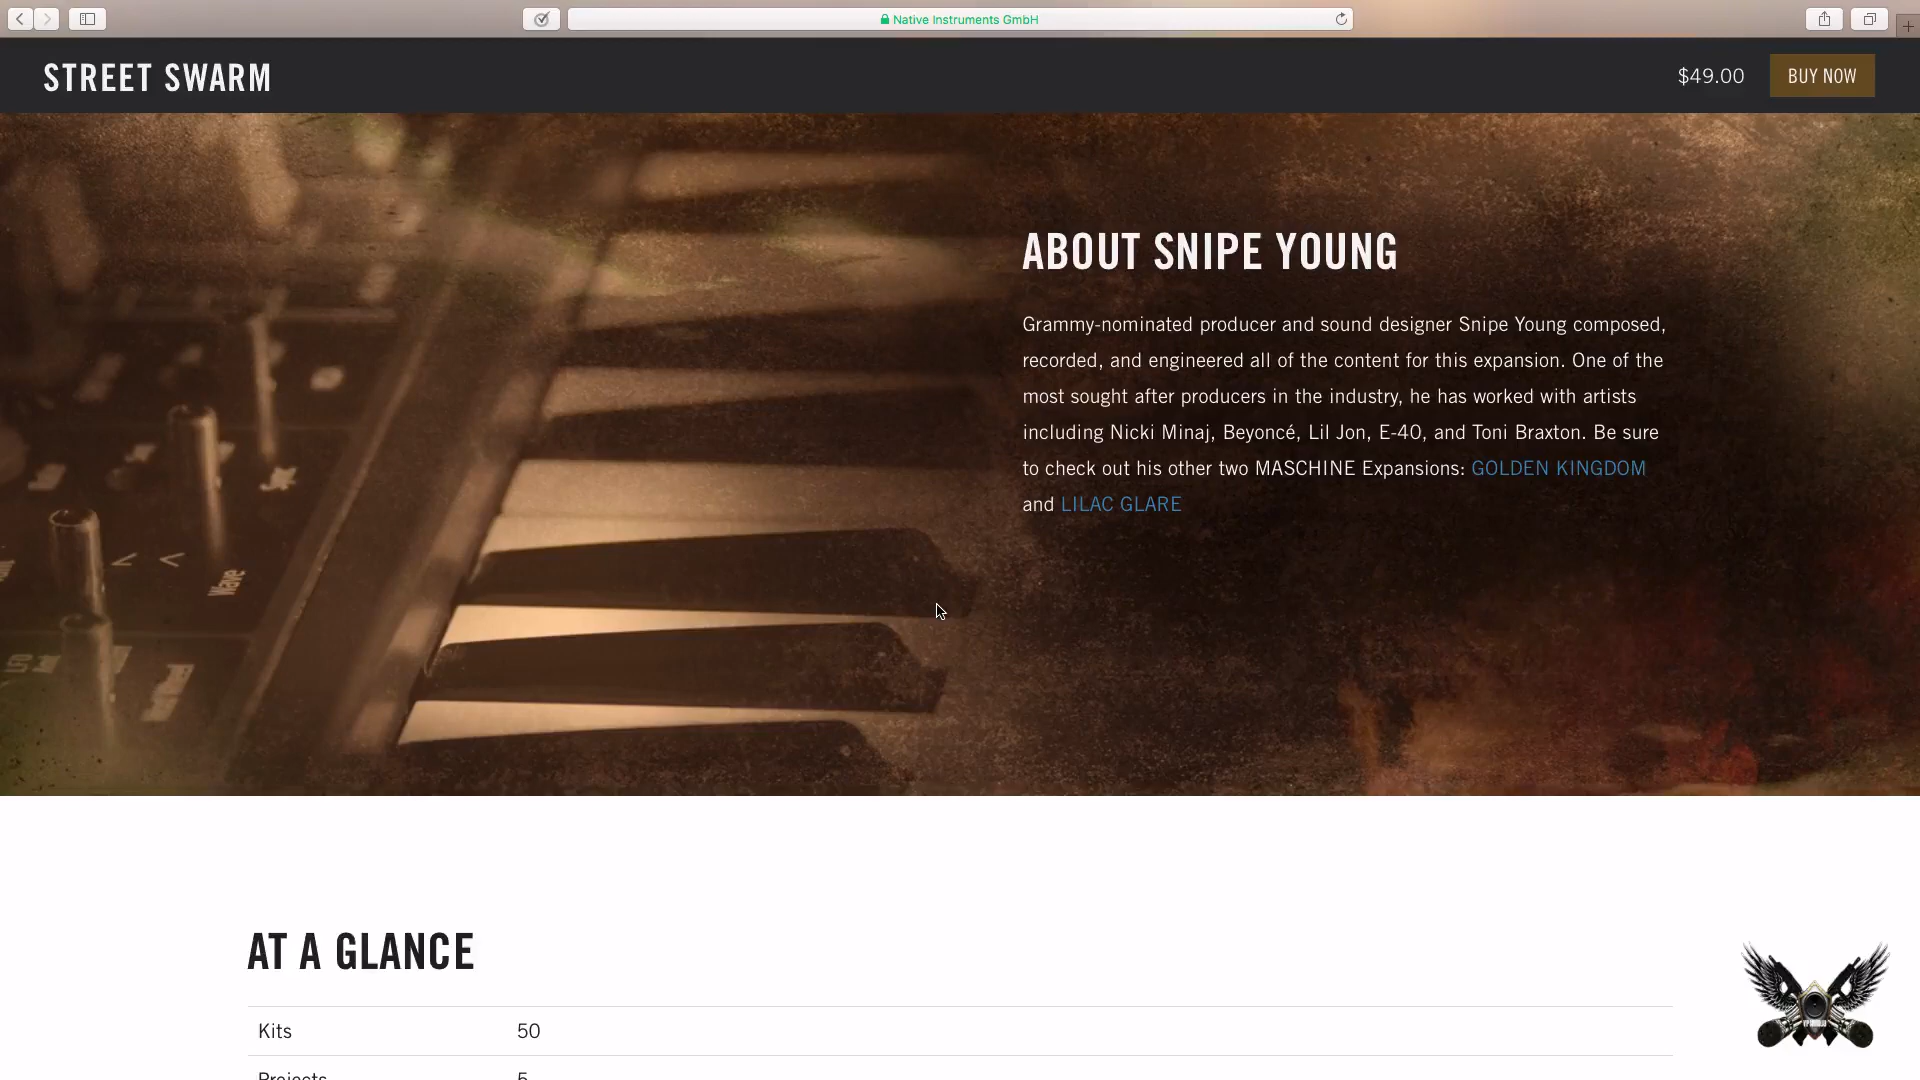 Native Instruments GmbH
STREET SWARM
$49.00
BUY NOW
ABOUT SNIPE YOUNG
Grammy-nominated producer and sound designer Snipe Young composed,
recorded, and engineered all of the content for this expansion. One of the
most sought after producers in the industry, he has worked with artists
including Nicki Minaj, Beyoncé, Lil Jon, E-40, and Toni Braxton. Be sure
to check out his other two MASCHINE Expansions: GOLDEN KINGDOM
and LILAC GLARE
Wave
AT A GLANCE
Kits 50
Projects 5